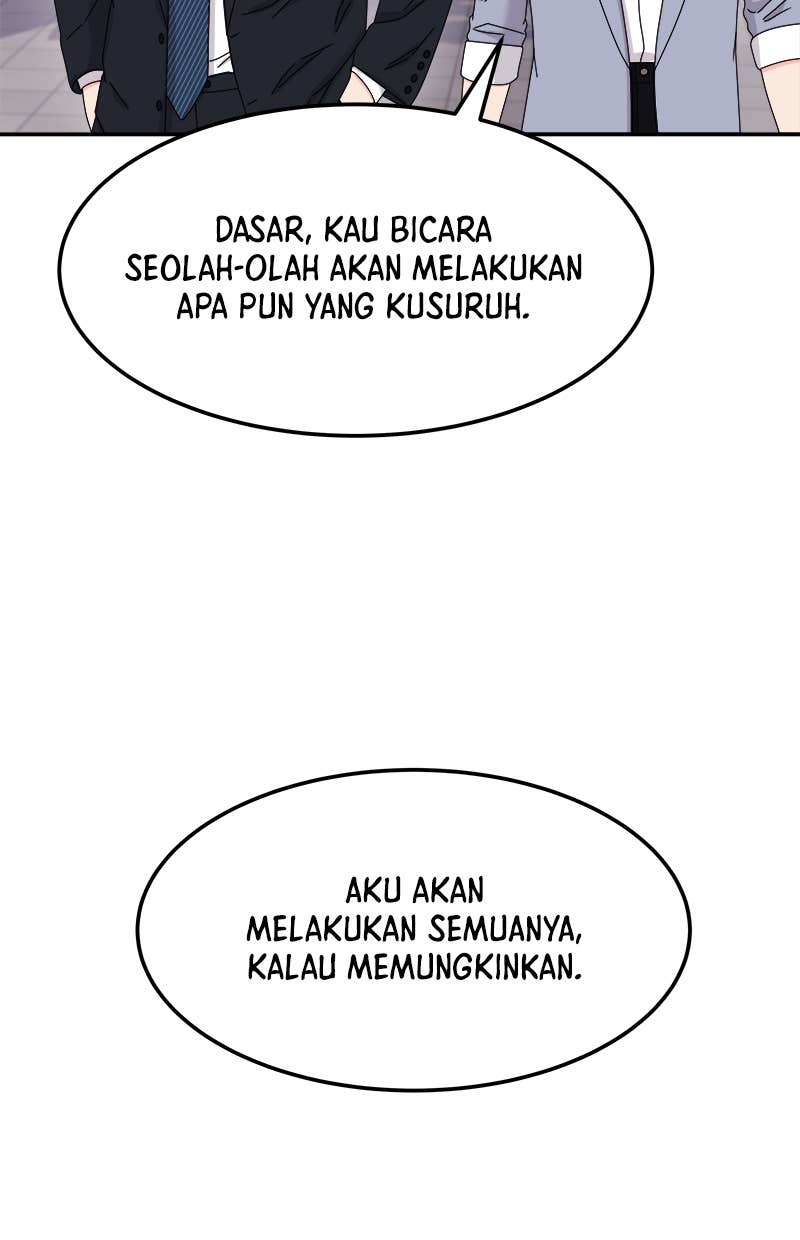 DASAR, KAU BICARA
SEOLAH-OLAH AKAN MELAKUKAN
APA PUN YANG KUSURUH.
AKU AKAN
MELAKUKAN SEMUANYA,
KALAU MEMUNGKINKAN.